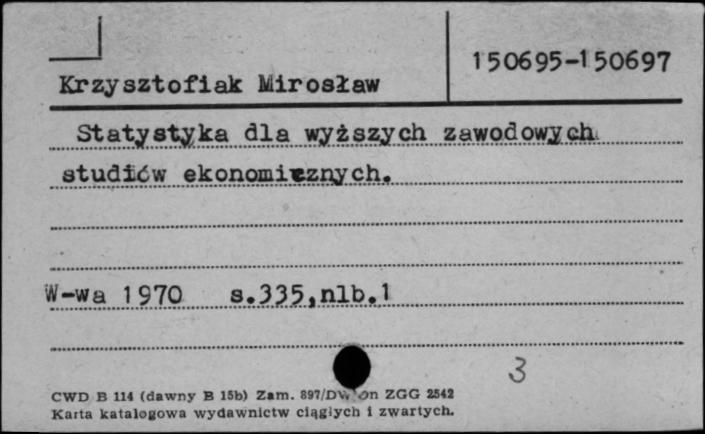 150695-150697
Krzysztofiak Mirosław
Statystyka dla wyższych zawodowych
studiów ekonomicznych.
W-wa 1970 s.335,nlb.1
3
CWD B 114 (dawny B 15b) Zam. 897/DW on ZGG 2542
Karta katalogowa wydawnictw ciągłych i zwartych.